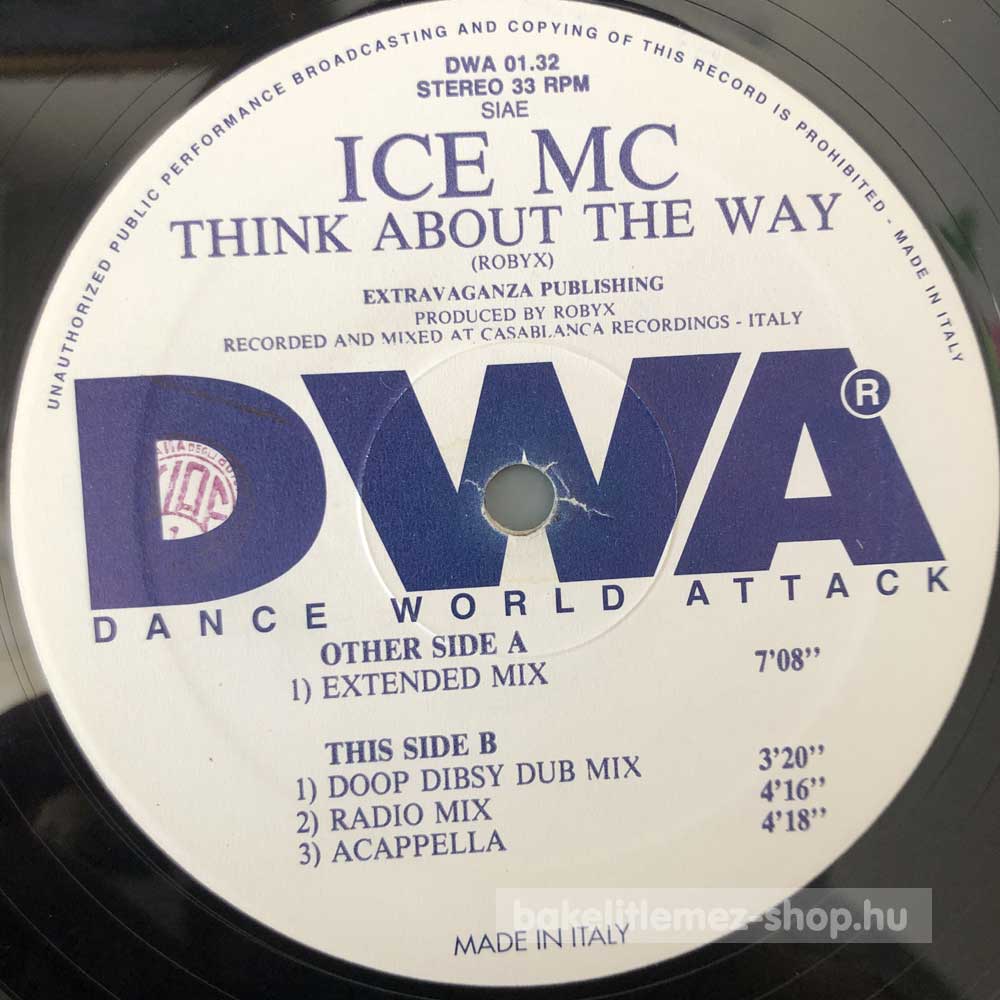 UNAUTHORIZED PUBLIC PERFORMANCE BROADCASTING AND COPYING OF THIS RECORD IS PROHIBITED - MADE IN ITALY
DWA 01.32
STEREO 33 RPM
SIAE
ICE MC
THINK ABOUT THE WAY
(ROBYX)
EXTRAVAGANZA PUBLISHING
PRODUCED BY ROBYX
RECORDED AND MIXED AT CASABLANCA RECORDINGS - ITALY
DWA®
DANCE WORLD ATTACK
OTHER SIDE A
1) EXTENDED MIX 7'08''
THIS SIDE B
1) DOOP DIBSY DUB MIX 3'20''
2) RADIO MIX 4'16''
3) ACAPPELLA 4'18''
bakelitlemez-shop.hu
MADE IN ITALY